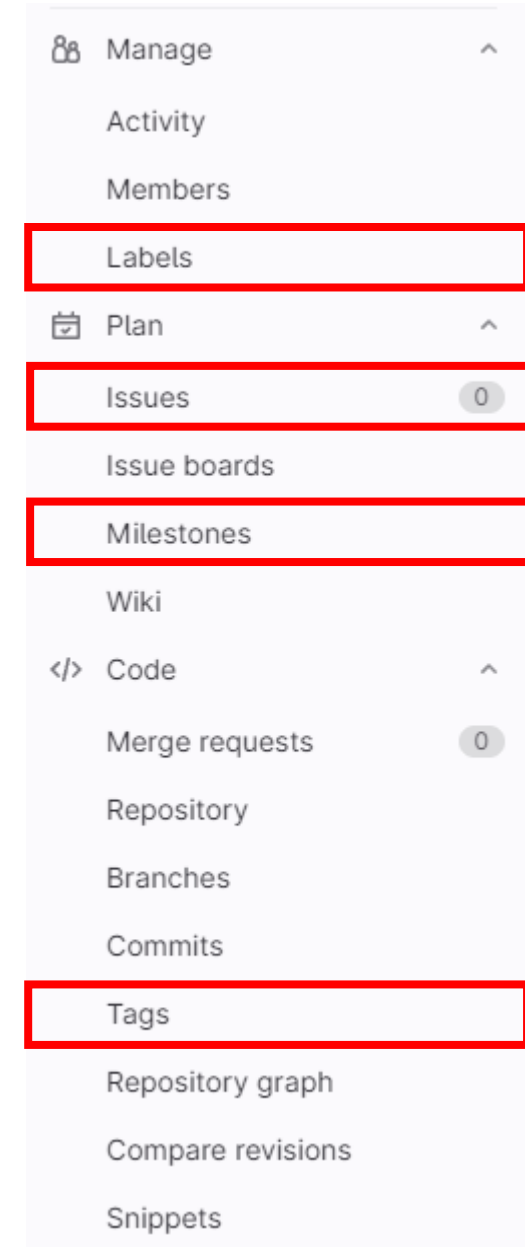 Manage
Activity
Members
Labels
Plan
Issues 0
Issue boards
Milestones
Wiki
</> Code
Merge requests 0
Repository
Branches
Commits
Tags
Repository graph
Compare revisions
Snippets